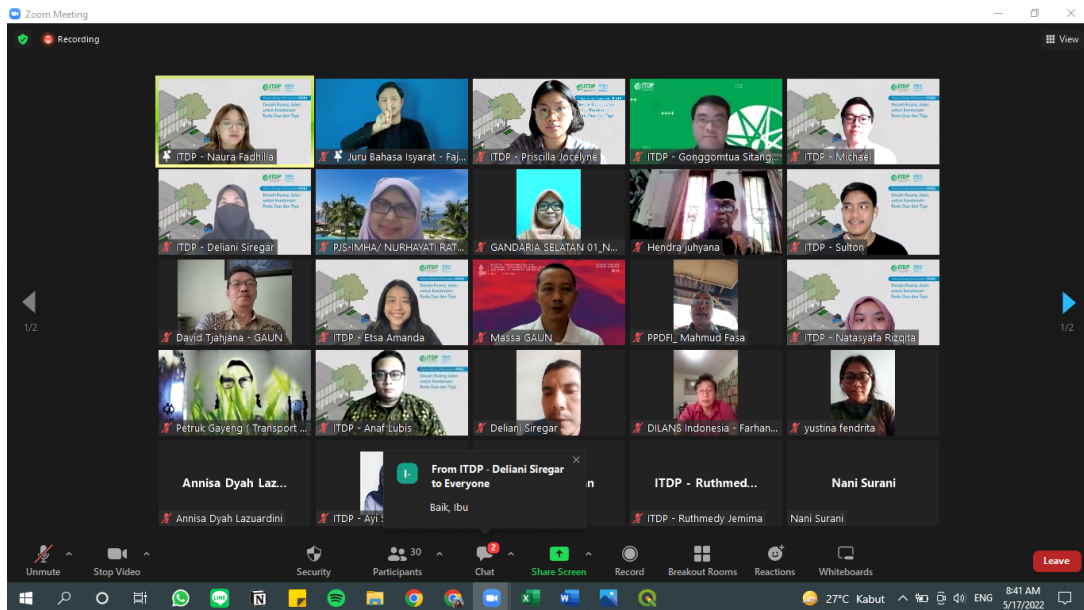 Zoom Meeting
Recording
View
ITDP - Naura Fadhilla
Juru Bahasa Isyarat - Faj...
ITDP - Priscilla Jocelyne
ITDP - Gonggomtua Sitang...
ITDP - Michael
ITDP - Deliani Siregar
PJS-IMHA/ NURHAYATI RAT...
GANDARIA SELATAN 01_N...
Hendra juhyana
ITDP - Sulton
1/2
David Tjahjana - GAUN
ITDP - Etsa Amanda
Massa GAUN
PPDFI_ Mahmud Fasa
ITDP - Natasyafa Rizqita
1/2
Petruk Gayeng ( Transport ...
ITDP - Anaf Lubis
Deliani Siregar
DILANS Indonesia - Farhan...
yustina fendrita
Annisa Dyah Laz...
ITDP - Ruthmed...
Nani Surani
Annisa Dyah Lazuardini
ITDP - Ayi
ITDP - Ruthmedy Jemima
Nani Surani
From ITDP - Deliani Siregar
to Everyone
Baik, Ibu
Unmute
Stop Video
Security
30
Participants
2
Chat
Share Screen
Record
Breakout Rooms
Reactions
Whiteboards
Leave
27°C Kabut
ENG
8:41 AM
5/17/2022